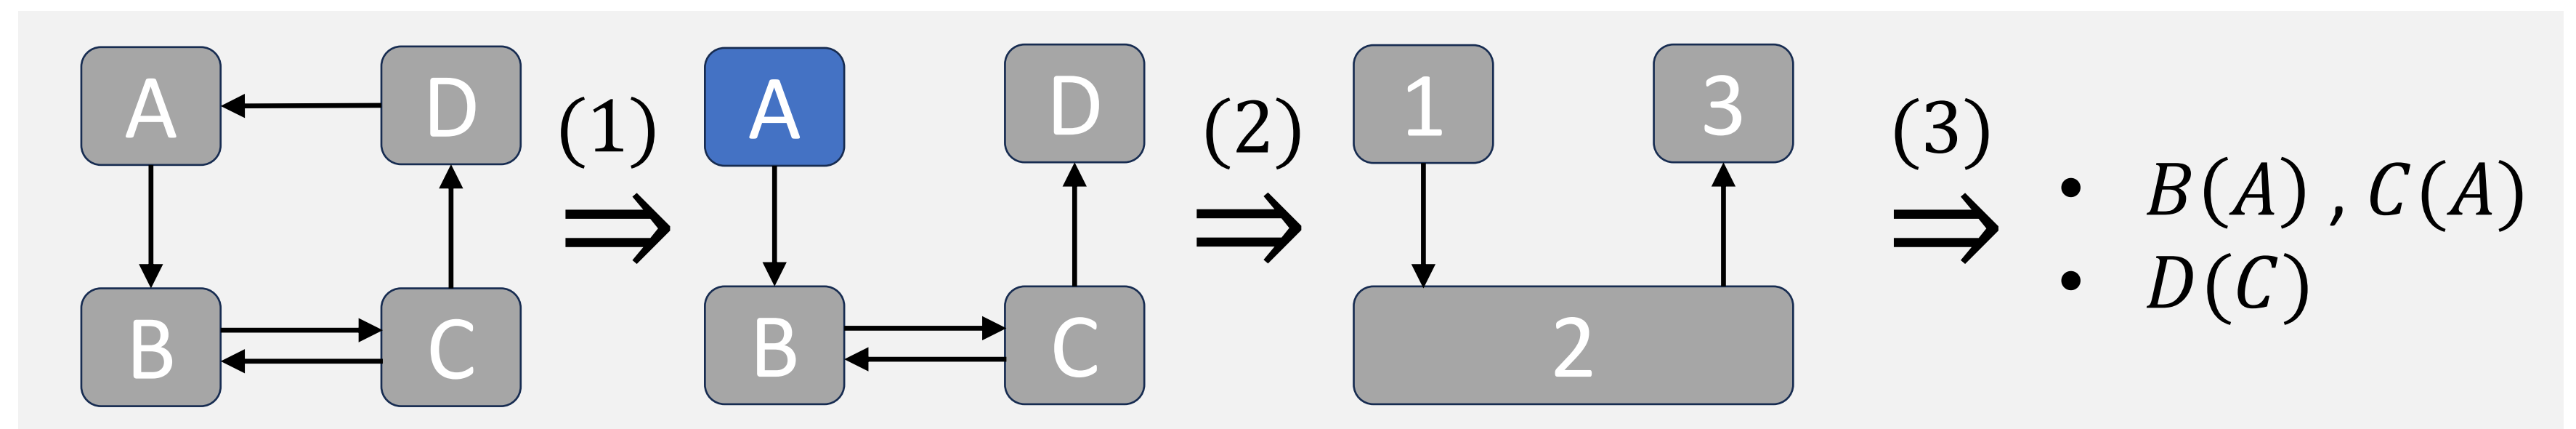 A
D
(1)
A
D
(2)
1
3
(3)
• B(A) , C(A)
• D(C)
B
C
B
C
2